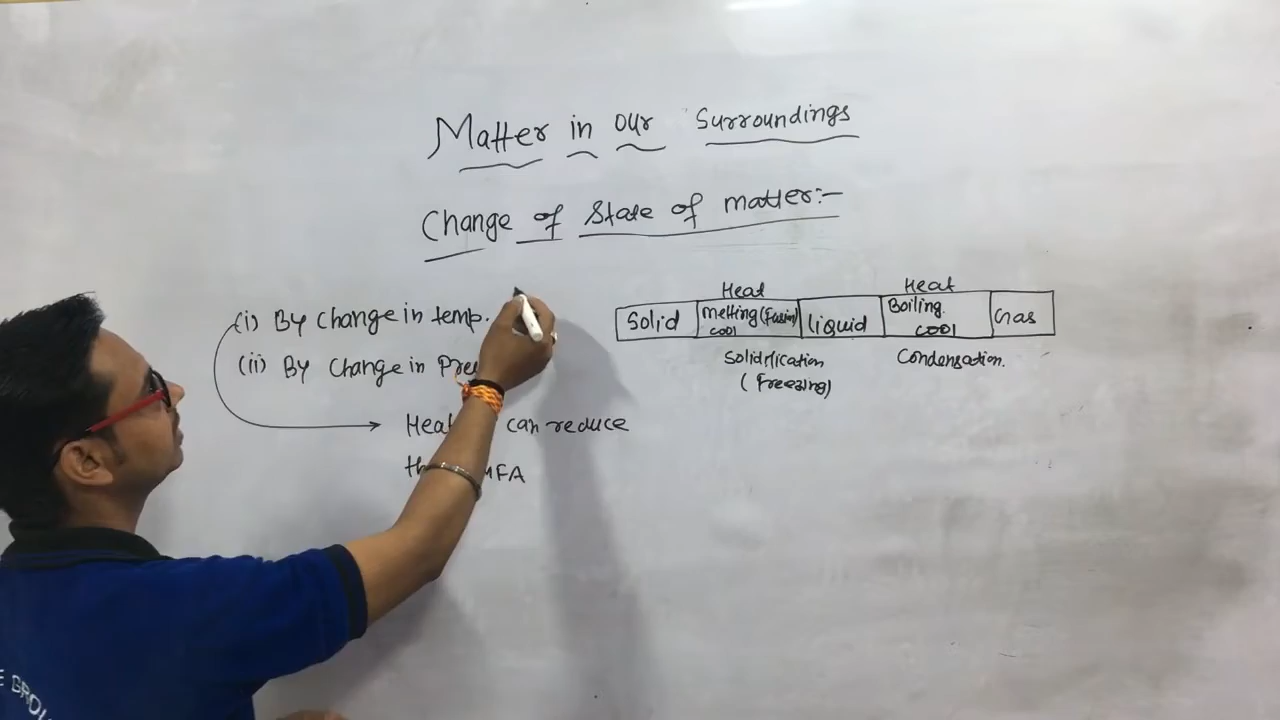 Matter in our Surroundings
Change of State of matter:-
(i) By Change in temp.
(ii) By Change in Pre
Heat can reduce
MFA
Heat Heat
Solid melting (Fusion) liquid Boiling Gas
cool cool
Solidification Condensation.
(Freezing)